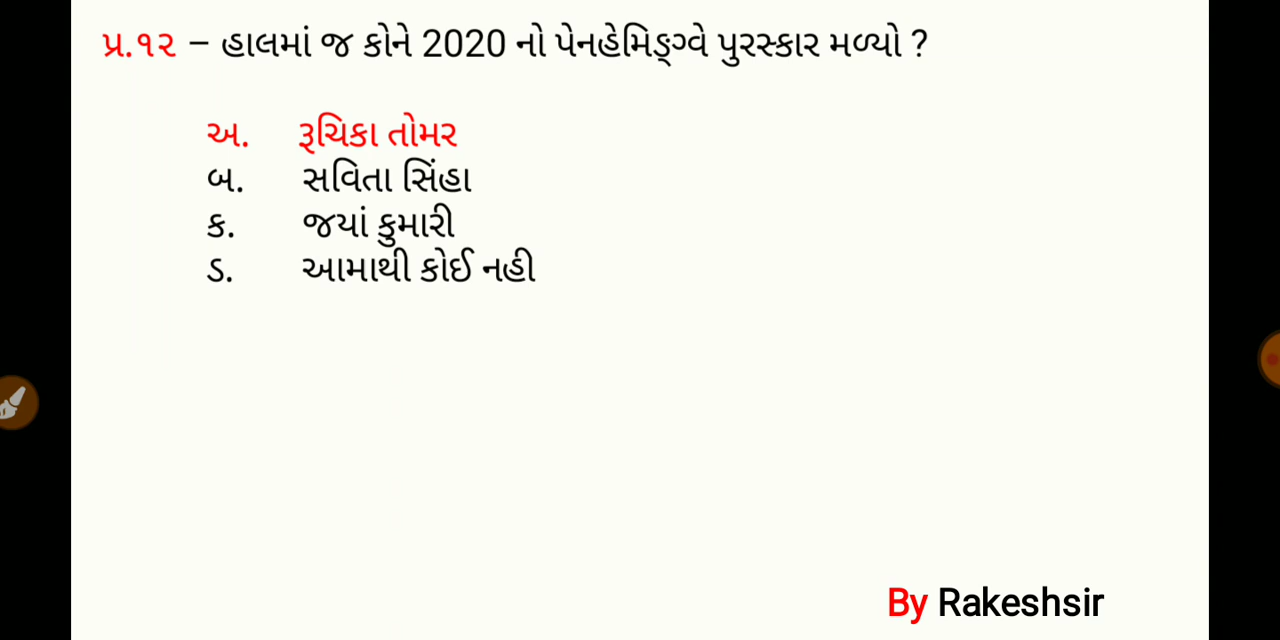 પ્ર.૧૨ – હાલમાં જ કોને 2020 નો પેનહેમિઙ્ગ્વે પુરસ્કાર મળ્યો ?
અ. રૂચિકા તોમર
બ. સવિતા સિંહા
ક. જયાં કુમારી
ડ. આમાથી કોઈ નહી
By Rakeshsir